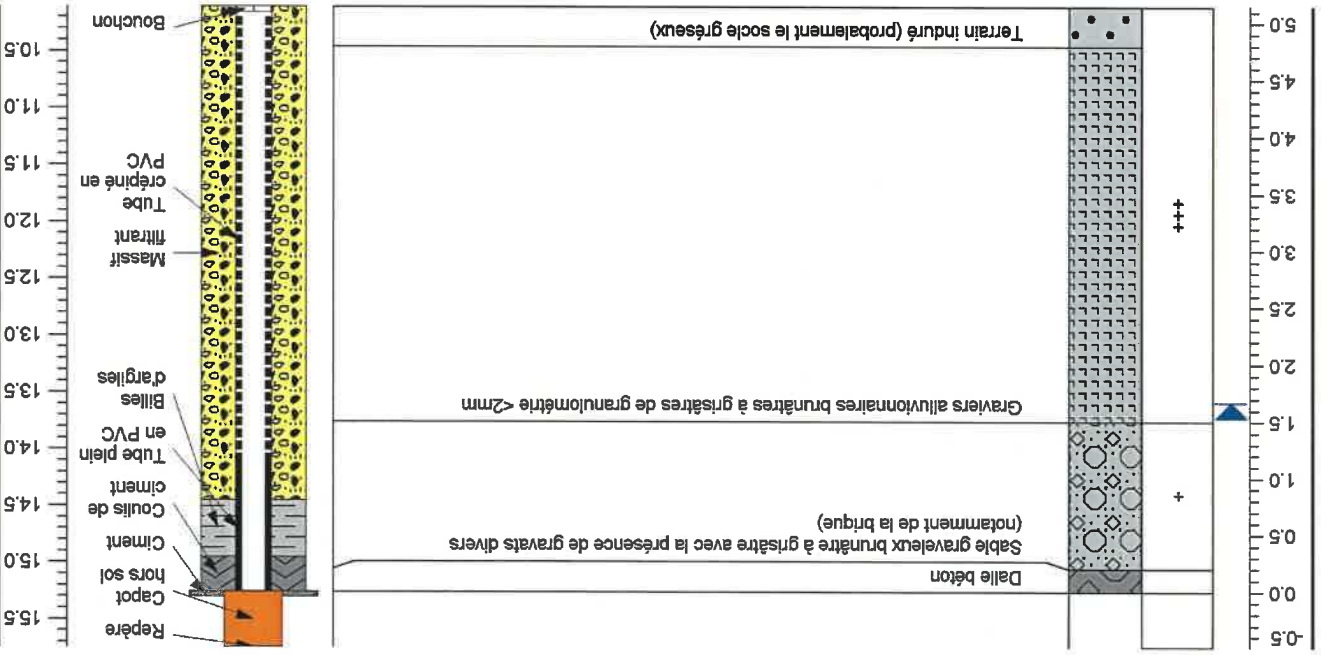 -0.5
0.0
0.5
1.0
1.5
2.0
2.5
3.0
3.5
4.0
4.5
5.0
+
+++
Dalle béton
Sable graveleux brunâtre à grisâtre avec la présence de gravats divers
(notamment de la brique)
Graviers alluvionnaires brunâtres à grisâtres de granulométrie <2mm
Terrain induré (probalement le socle gréseux)
Repère
Capot
hors sol
Ciment
Coulis de
ciment
Tube plein
en PVC
Billes
d'argiles
Massif
filtrant
Tube
crépiné en
PVC
Bouchon
15.5
15.0
14.5
14.0
13.5
13.0
12.5
12.0
11.5
11.0
10.5